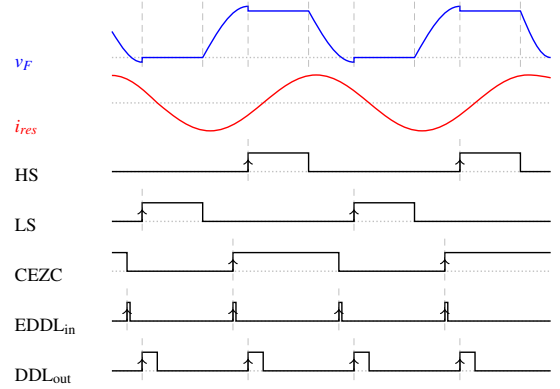 v_F
i_res
HS
LS
CEZC
EDDL_in
DDL_out